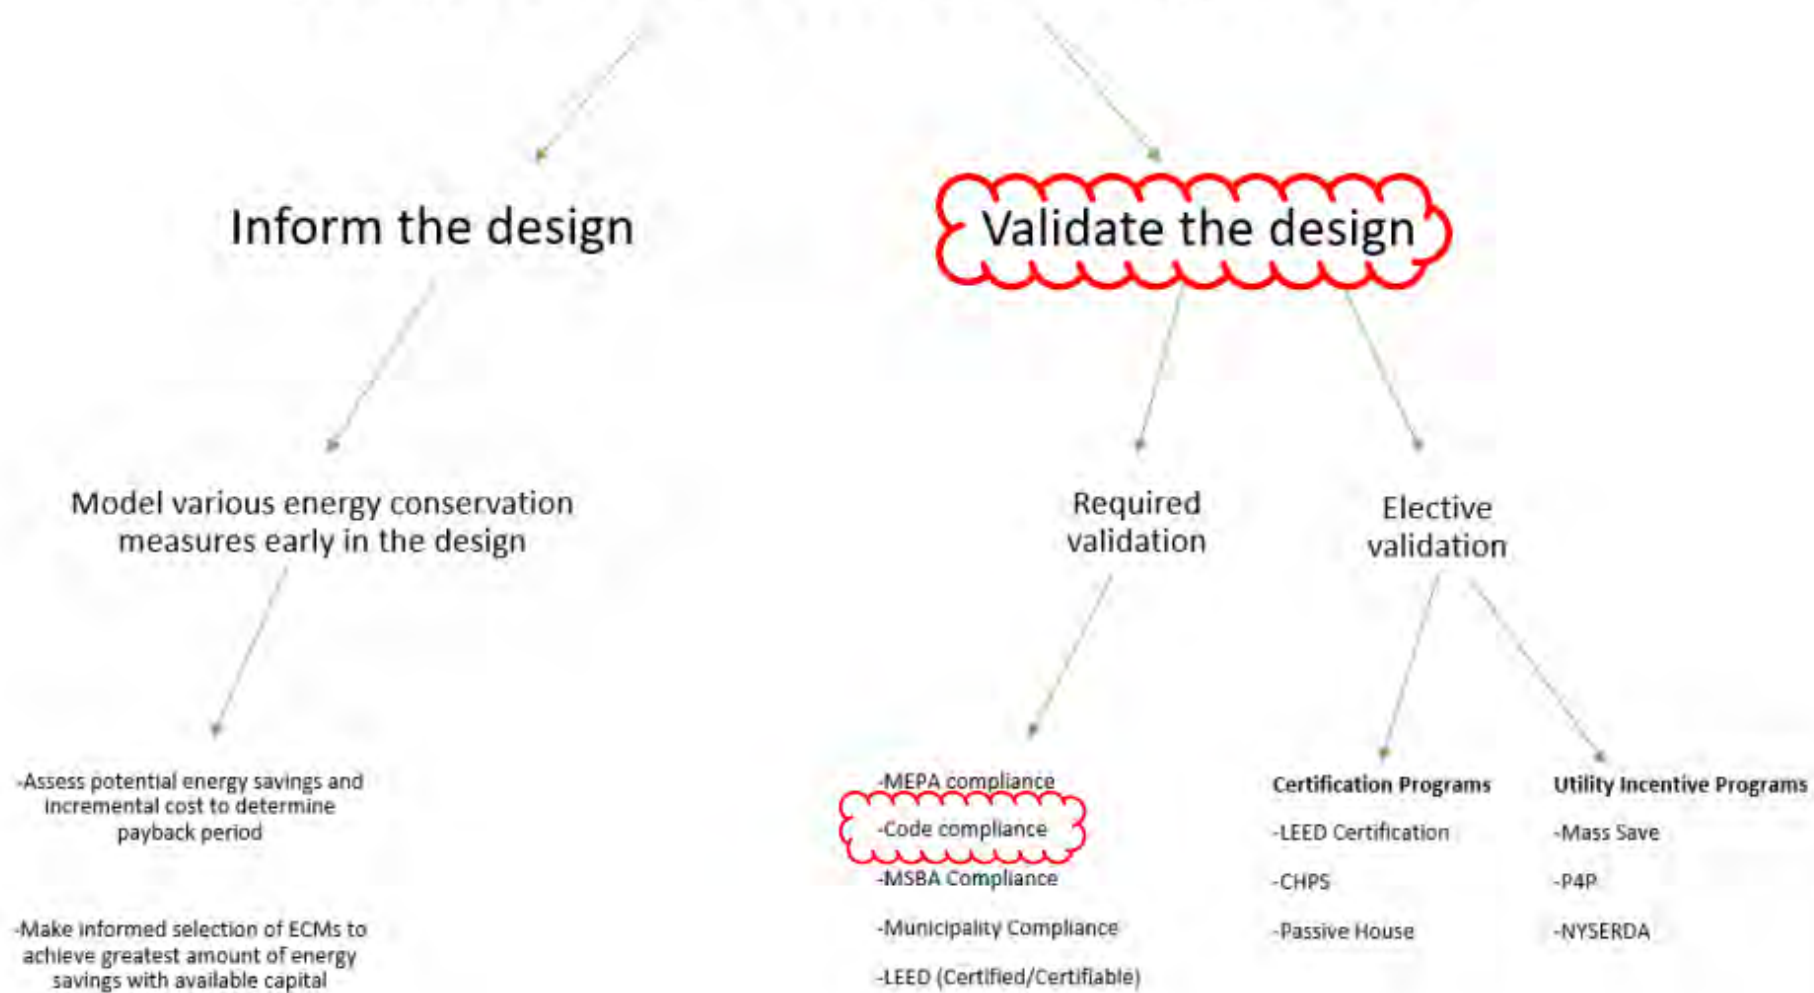 Inform the design
Validate the design
Model various energy conservation
measures early in the design
Required
validation
Elective
validation
-Assess potential energy savings and
incremental cost to determine
payback period
-Make informed selection of ECMs to
achieve greatest amount of energy
savings with available capital
-MEPA compliance
-Code compliance
-MSBA Compliance
-Municipality Compliance
-LEED (Certified/Certifiable)
Certification Programs
-LEED Certification
-CHPS
-Passive House
Utility Incentive Programs
-Mass Save
-P4P
-NYSERDA